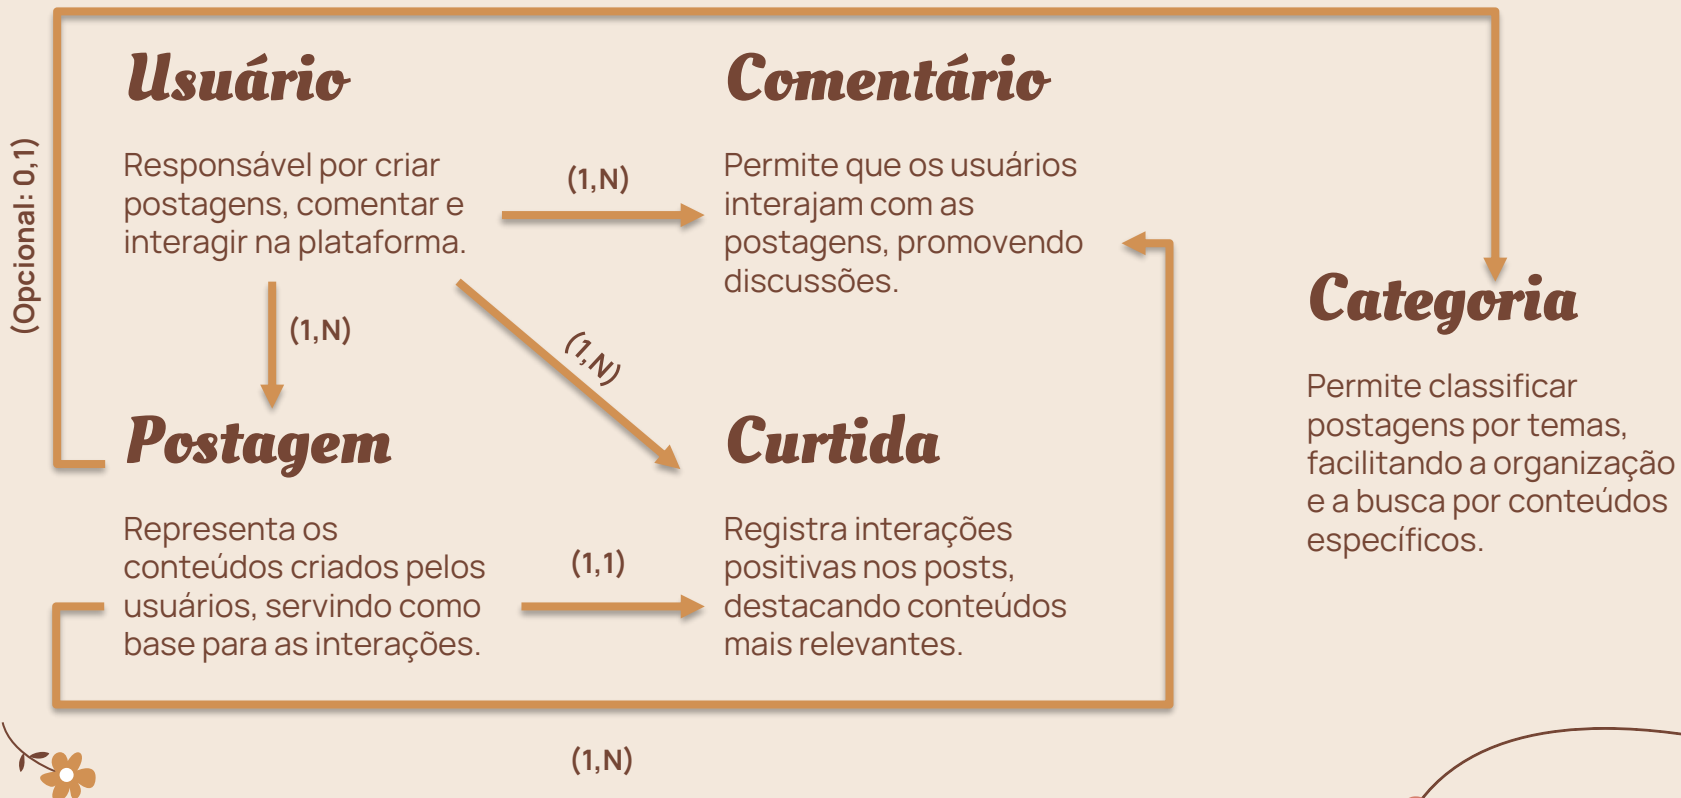 Usuário
Responsável por criar
postagens, comentar e
interagir na plataforma.
(1,N)
Comentário
Permite que os usuários
interajam com as
postagens, promovendo
discussões.
(Opcional: 0,1)
(1,N)
(1,N)
Postagem
Representa os
conteúdos criados pelos
usuários, servindo como
base para as interações.
(1,1)
Curtida
Registra interações
positivas nos posts,
destacando conteúdos
mais relevantes.
(1,N)
Categoria
Permite classificar
postagens por temas,
facilitando a organização
e a busca por conteúdos
específicos.